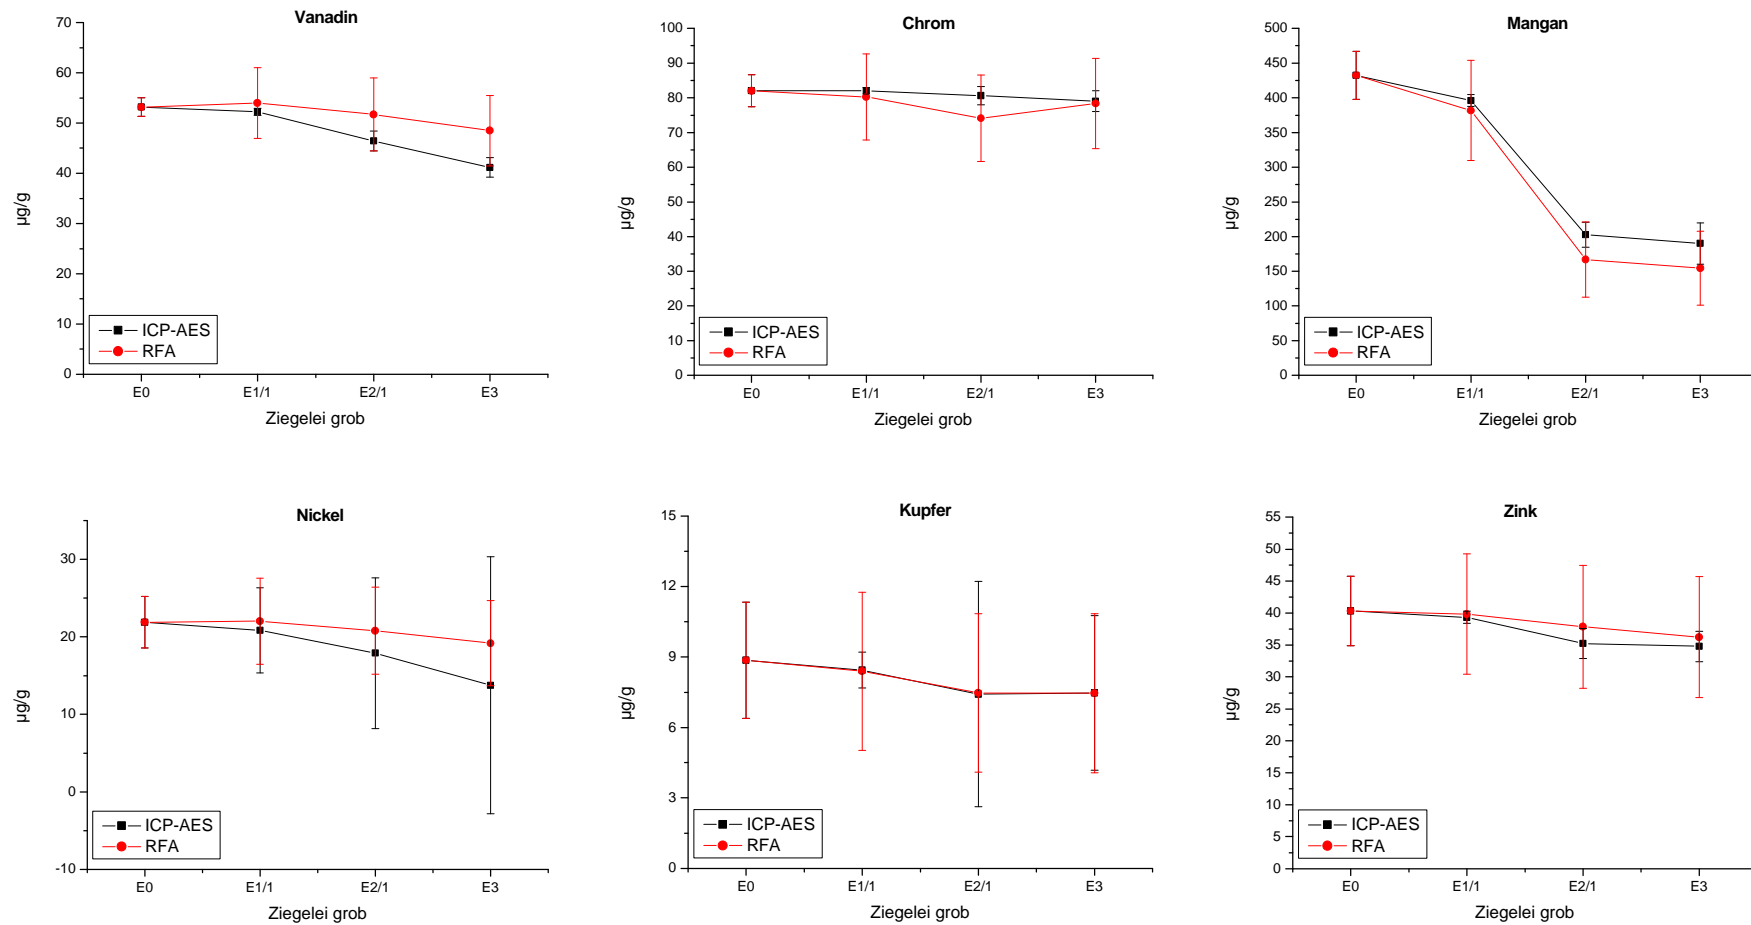 Vanadin
70
60
50
40
30
20
10
0
µg/g
ICP-AES
RFA
E0 E1/1 E2/1 E3
Ziegelei grob
Chrom
100
90
80
70
60
50
40
30
20
10
0
µg/g
ICP-AES
RFA
E0 E1/1 E2/1 E3
Ziegelei grob
Mangan
500
450
400
350
300
250
200
150
100
50
0
µg/g
ICP-AES
RFA
E0 E1/1 E2/1 E3
Ziegelei grob
Nickel
30
20
10
0
-10
µg/g
ICP-AES
RFA
E0 E1/1 E2/1 E3
Ziegelei grob
Kupfer
15
12
9
6
3
0
µg/g
ICP-AES
RFA
E0 E1/1 E2/1 E3
Ziegelei grob
Zink
55
50
45
40
35
30
25
20
15
10
5
0
µg/g
ICP-AES
RFA
E0 E1/1 E2/1 E3
Ziegelei grob